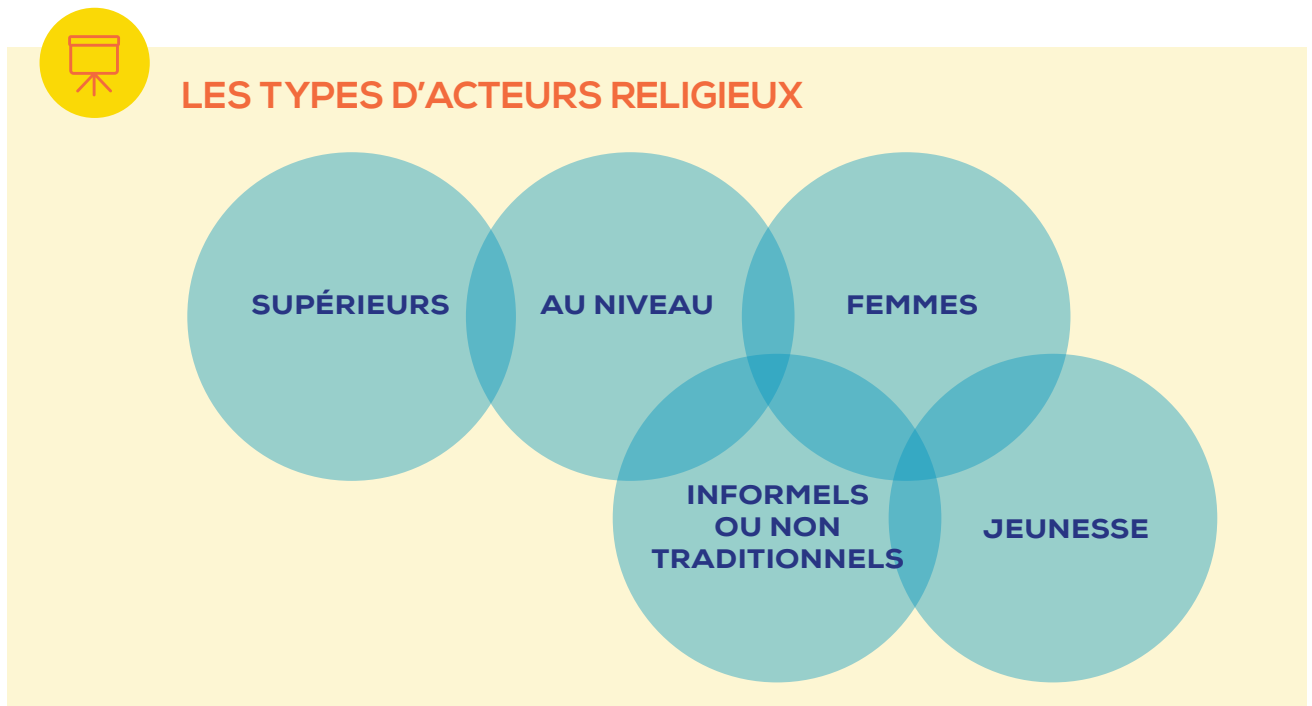 LES TYPES D'ACTEURS RELIGIEUX
SUPÉRIEURS
AU NIVEAU
FEMMES
INFORMELS
OU NON
TRADITIONNELS
JEUNESSE